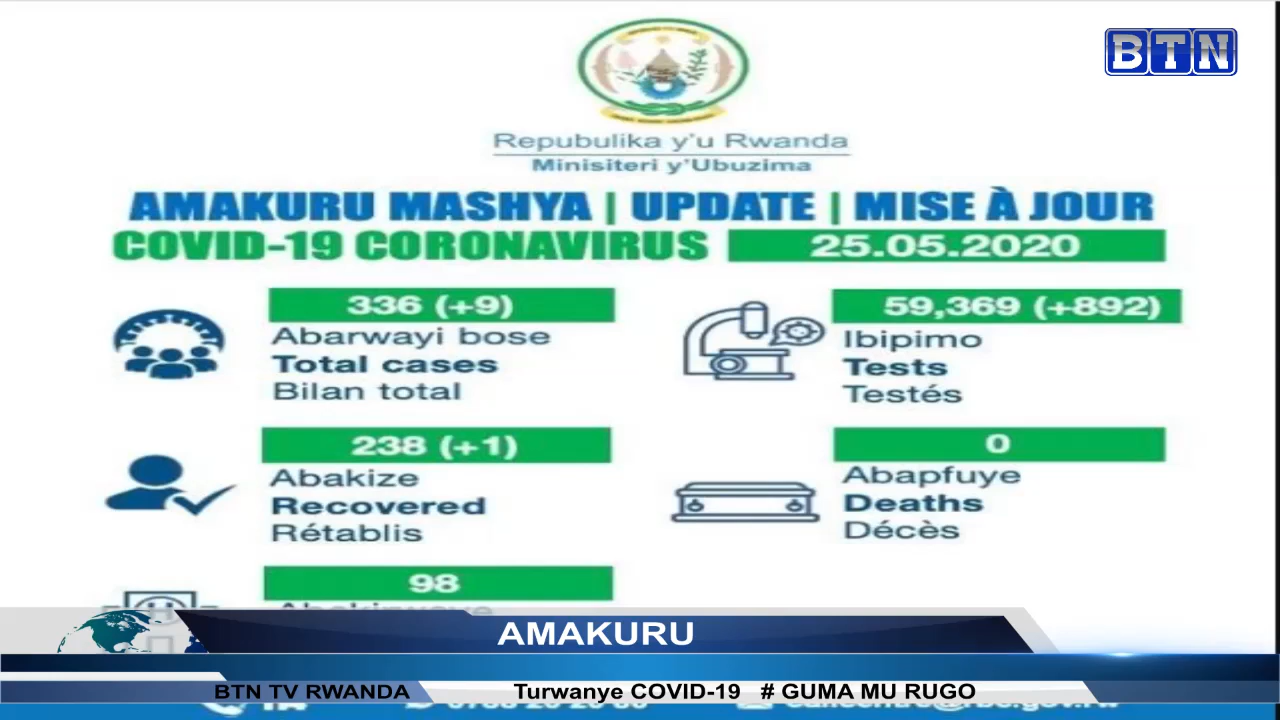 BTN
Repubulika y'u Rwanda
Minisiteri y'Ubuzima
AMAKURU MASHYA | UPDATE | MISE À JOUR
COVID-19 CORONAVIRUS 25.05.2020
336 (+9)
Abarwayi bose
Total cases
Bilan total
59,369 (+892)
Ibipimo
Tests
Testés
238 (+1)
Abakize
Recovered
Rétablis
0
Abapfuye
Deaths
Décès
98
AMAKURU
BTN TV RWANDA Turwanye COVID-19 # GUMA MU RUGO